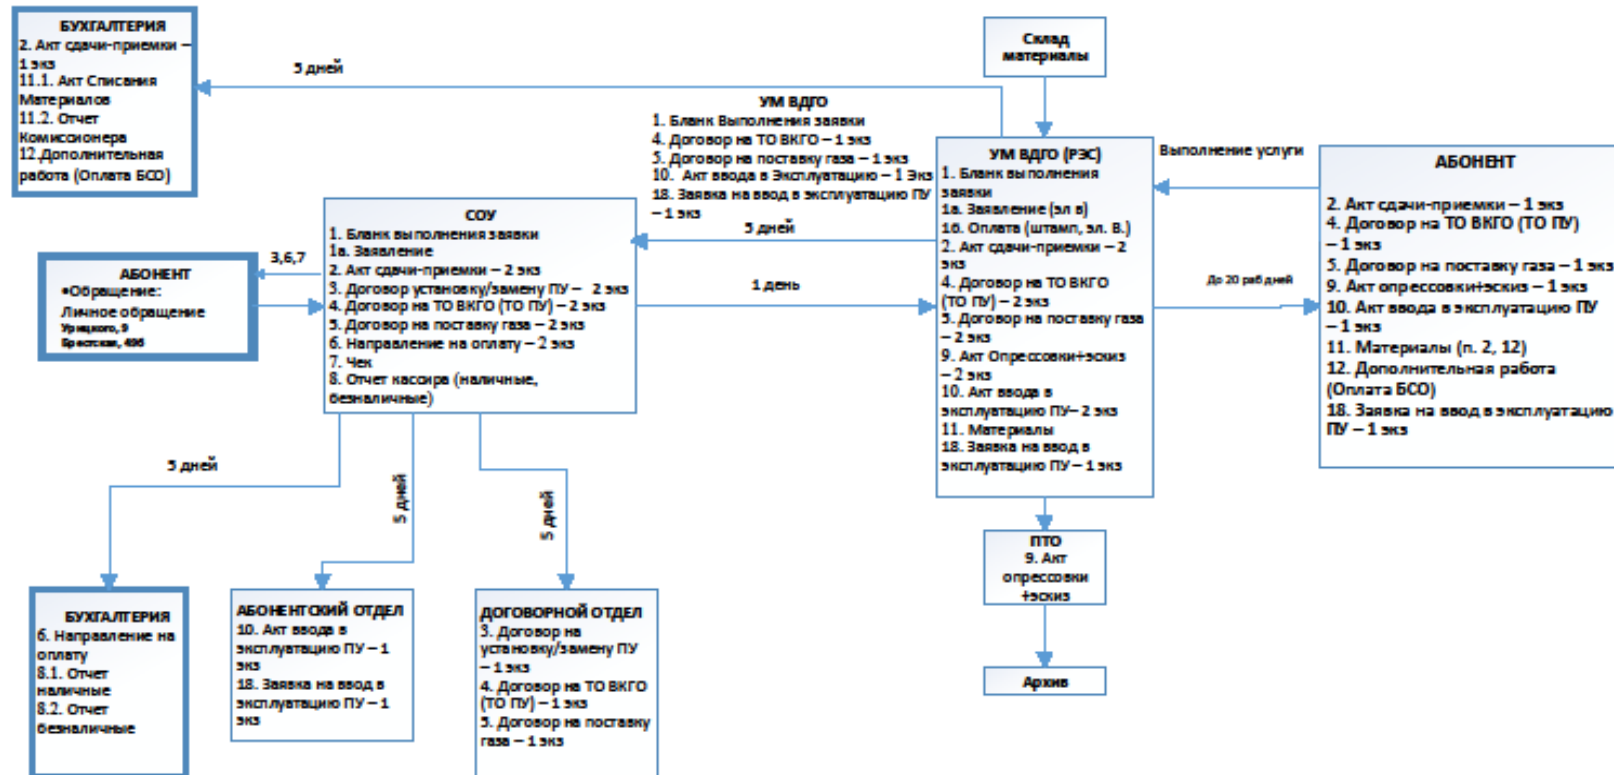 БУХГАЛТЕРИЯ
2. Акт сдачи-приемки –
1 экз
11.1. Акт Списания
Материалов
11.2. Отчет
Комиссионера
12.Дополнительная
работа (Оплата БСО)
5 дней
Склад
материалы
УМ ВДГО
1. Бланк Выполнения заявки
4. Договор на ТО ВКГО – 1 экз
5. Договор на поставку газа – 1 экз
10. Акт ввода в Эксплуатацию – 1 Экз
18. Заявка на ввод в эксплуатацию ПУ
– 1 экз
5 дней
УМ ВДГО (РЭС)
1. Бланк выполнения
заявки
1а. Заявление (эл в)
1б. Оплата (штамп, эл. В.)
2. Акт сдачи-приемки – 2
экз
4. Договор на ТО ВКГО
(ТО ПУ) – 2 экз
5. Договор на поставку газа
– 2 экз
9. Акт Опрессовки+эскиз
– 2 экз
10. Акт ввода в
эксплуатацию ПУ– 2 экз
11. Материалы
18. Заявка на ввод в
эксплуатацию ПУ – 1 экз
Выполнение услуги
До 20 раб дней
АБОНЕНТ
2. Акт сдачи-приемки – 1 экз
4. Договор на ТО ВКГО (ТО ПУ)
– 1 экз
5. Договор на поставку газа – 1 экз
9. Акт опрессовки+эскиз – 1 экз
10. Акт ввода в эксплуатацию ПУ
– 1 экз
11. Материалы (п. 2, 12)
12. Дополнительная работа
(Оплата БСО)
18. Заявка на ввод в эксплуатацию
ПУ – 1 экз
СОУ
1. Бланк выполнения заявки
1а. Заявление
2. Акт сдачи-приемки – 2 экз
3. Договор установку/замену ПУ – 2 экз
4. Договор на ТО ВКГО (ТО ПУ) – 2 экз
5. Договор на поставку газа – 2 экз
6. Направление на оплату – 2 экз
7. Чек
8. Отчет кассира (наличные,
безналичные)
3,6,7
1 день
АБОНЕНТ
•Обращение:
Личное обращение
Урицкого, 9
Брестская, 49б
5 дней
5 дней
5 дней
БУХГАЛТЕРИЯ
6. Направление на
оплату
8.1. Отчет
наличные
8.2. Отчет
безналичные
АБОНЕНТСКИЙ ОТДЕЛ
10. Акт ввода в
эксплуатацию ПУ – 1
экз
18. Заявка на ввод в
эксплуатацию ПУ – 1
экз
ДОГОВОРНОЙ ОТДЕЛ
3. Договор на
установку/замену ПУ
– 1 экз
4. Договор на ТО ВКГО
(ТО ПУ) – 1 экз
5. Договор на поставку
газа – 1 экз
ПТО
9. Акт
опрессовки
+эскиз
Архив